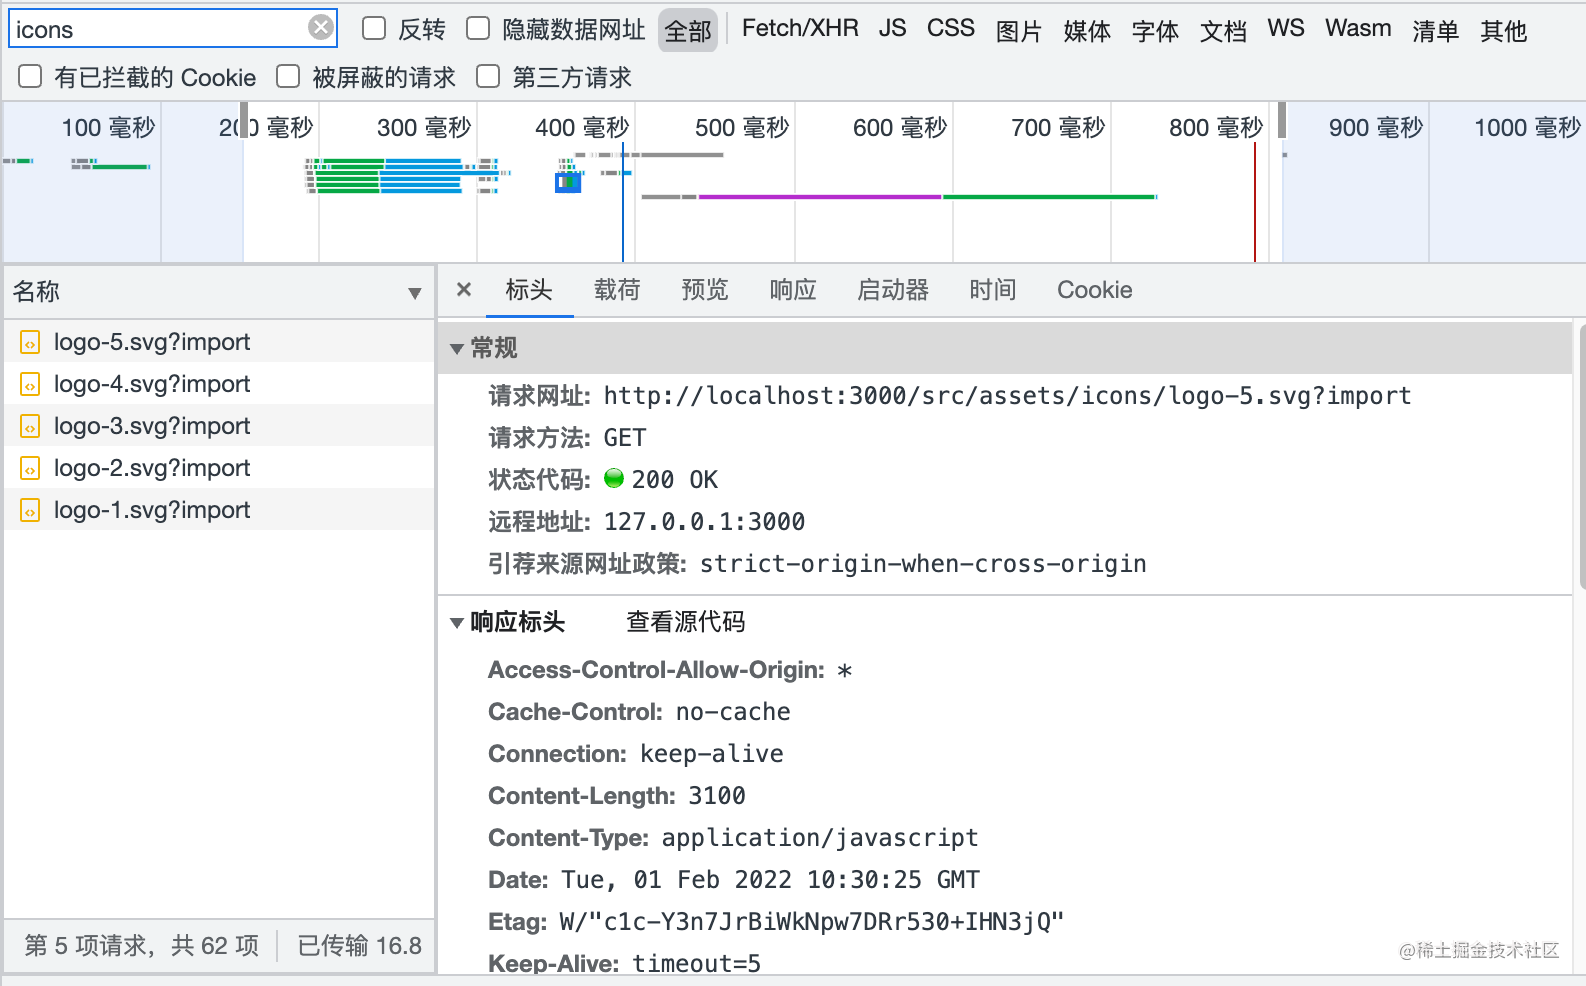 icons 反转 隐藏数据网址 全部 Fetch/XHR JS CSS 图片 媒体 字体 文档 WS Wasm 清单 其他
有已拦截的 Cookie 被屏蔽的请求 第三方请求
100 毫秒 200 毫秒 300 毫秒 400 毫秒 500 毫秒 600 毫秒 700 毫秒 800 毫秒 900 毫秒 1000 毫秒
名称
logo-5.svg?import
logo-4.svg?import
logo-3.svg?import
logo-2.svg?import
logo-1.svg?import
第 5 项请求，共 62 项 已传输 16.8
× 标头 载荷 预览 响应 启动器 时间 Cookie
常规
请求网址: http://localhost:3000/src/assets/icons/logo-5.svg?import
请求方法: GET
状态代码: 200 OK
远程地址: 127.0.0.1:3000
引荐来源网址政策: strict-origin-when-cross-origin
响应标头 查看源代码
Access-Control-Allow-Origin: *
Cache-Control: no-cache
Connection: keep-alive
Content-Length: 3100
Content-Type: application/javascript
Date: Tue, 01 Feb 2022 10:30:25 GMT
Etag: W/"c1c-Y3n7JrBiWkNpw7DRr530+IHN3jQ"
Keep-Alive: timeout=5
@稀土掘金技术社区